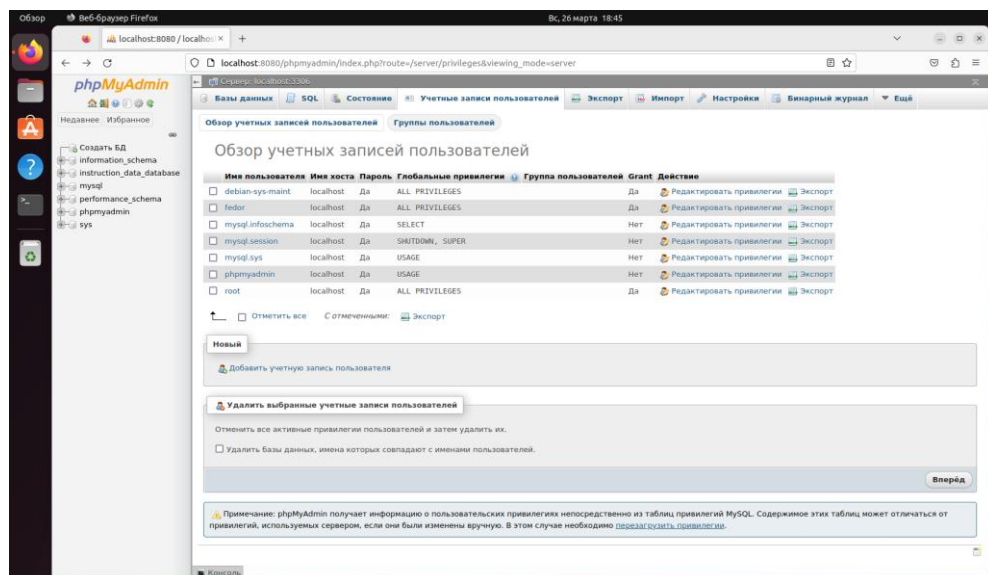 Обзор
Веб-браузер Firefox
Вс, 26 марта 18:45
localhost:8080 / localhost
localhost:8080/phpmyadmin/index.php?route=/server/privileges&viewing_mode=server
phpMyAdmin
Недавнее Избранное
Создать БД
information_schema
instruction_data_database
mysql
performance_schema
phpmyadmin
sys
Сервер: localhost:3306
Базы данных SQL Состояние Учетные записи пользователей Экспорт Импорт Настройки Бинарный журнал Ещё
Обзор учетных записей пользователей Группы пользователей
Обзор учетных записей пользователей
Имя пользователя Имя хоста Пароль Глобальные привилегии Группа пользователей Grant Действие
debian-sys-maint localhost Да ALL PRIVILEGES Да Редактировать привилегии Экспорт
fedor localhost Да ALL PRIVILEGES Да Редактировать привилегии Экспорт
mysql.infoschema localhost Да SELECT Нет Редактировать привилегии Экспорт
mysql.session localhost Да SHUTDOWN, SUPER Нет Редактировать привилегии Экспорт
mysql.sys localhost Да USAGE Нет Редактировать привилегии Экспорт
phpmyadmin localhost Да USAGE Нет Редактировать привилегии Экспорт
root localhost Да ALL PRIVILEGES Да Редактировать привилегии Экспорт
Отметить все С отмеченными: Экспорт
Новый
Добавить учетную запись пользователя
Удалить выбранные учетные записи пользователей
Отменить все активные привилегии пользователей и затем удалить их.
Удалить базы данных, имена которых совпадают с именами пользователей.
Вперёд
Примечание: phpMyAdmin получает информацию о пользовательских привилегиях непосредственно из таблиц привилегий MySQL. Содержимое этих таблиц может отличаться от
привилегий, используемых сервером, если они были изменены вручную. В этом случае необходимо перезагрузить привилегии.
Консоль